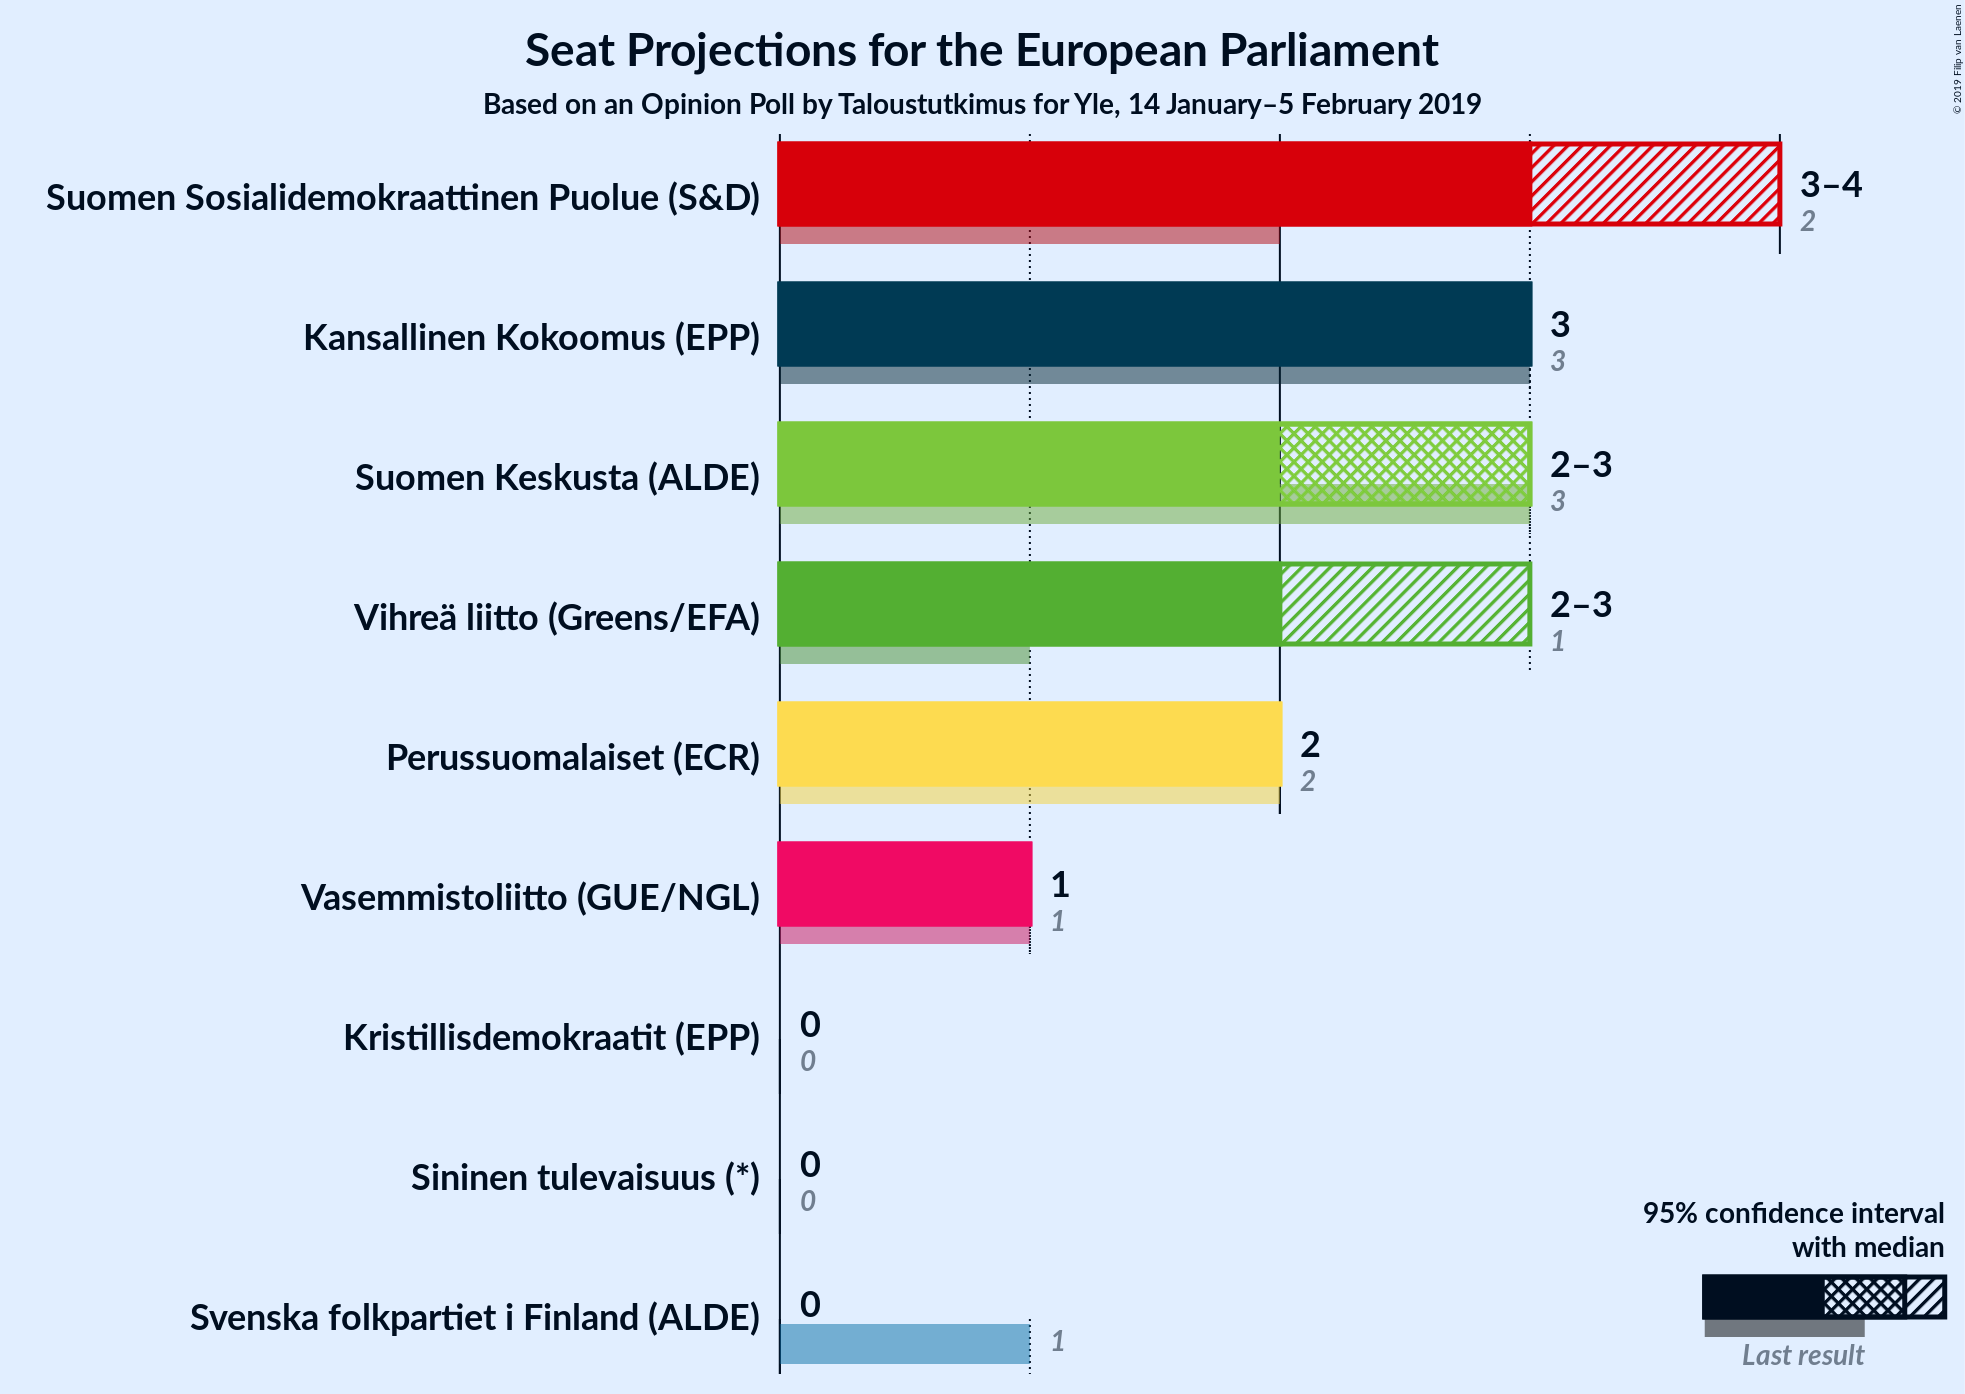 Seat Projections for the European Parliament
Based on an Opinion Poll by Taloustutkimus for Yle, 14 January–5 February 2019
© 2019 Filip van Laenen
Suomen Sosialidemokraattinen Puolue (S&D)
3–4
2
Kansallinen Kokoomus (EPP)
3
3
Suomen Keskusta (ALDE)
2–3
3
Vihreä liitto (Greens/EFA)
2–3
1
Perussuomalaiset (ECR)
2
2
Vasemmistoliitto (GUE/NGL)
1
1
Kristillisdemokraatit (EPP)
0
0
Sininen tulevaisuus (*)
0
0
Svenska folkpartiet i Finland (ALDE)
0
1
95% confidence interval
with median
Last result